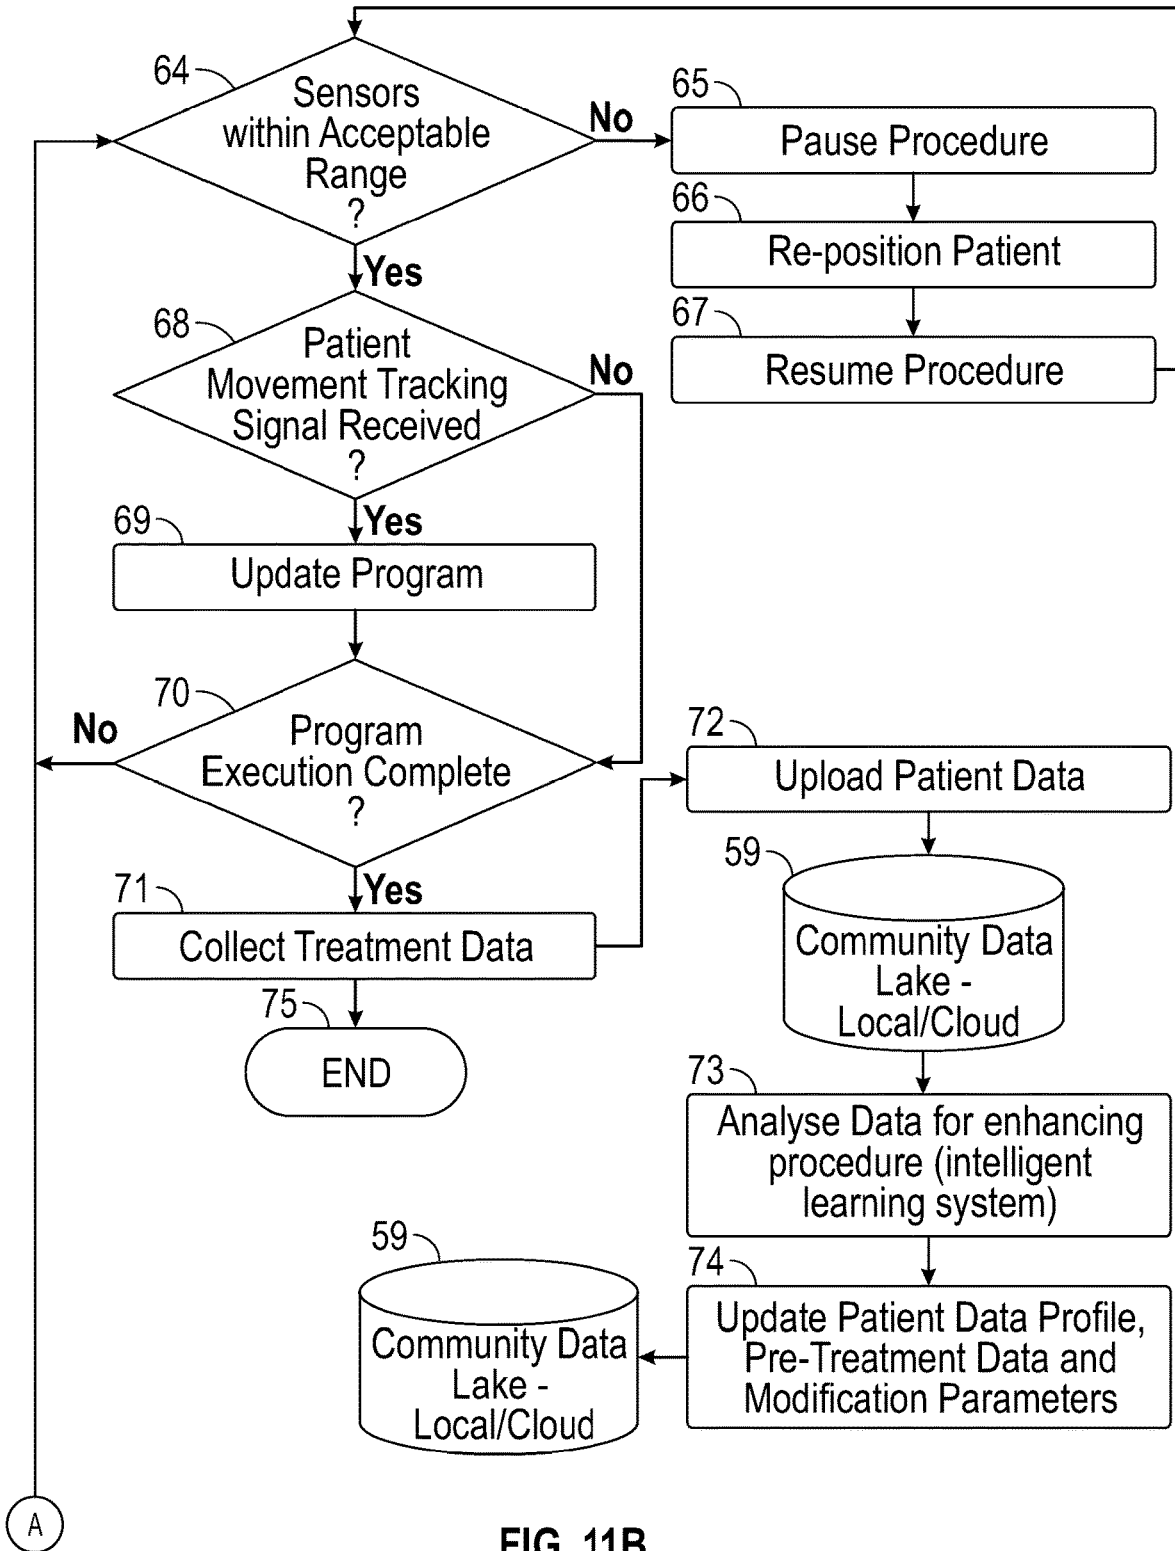 64
Sensors
within Acceptable
Range
?
No
65
Pause Procedure
66
Re-position Patient
67
Resume Procedure
Yes
68
Patient
Movement Tracking
Signal Received
?
No
Yes
69
Update Program
70
No
Program
Execution Complete
?
Yes
71
Collect Treatment Data
75
END
72
Upload Patient Data
59
Community Data
Lake -
Local/Cloud
73
Analyse Data for enhancing
procedure (intelligent
learning system)
74
Update Patient Data Profile,
Pre-Treatment Data and
Modification Parameters
59
Community Data
Lake -
Local/Cloud
A
FIG. 11B